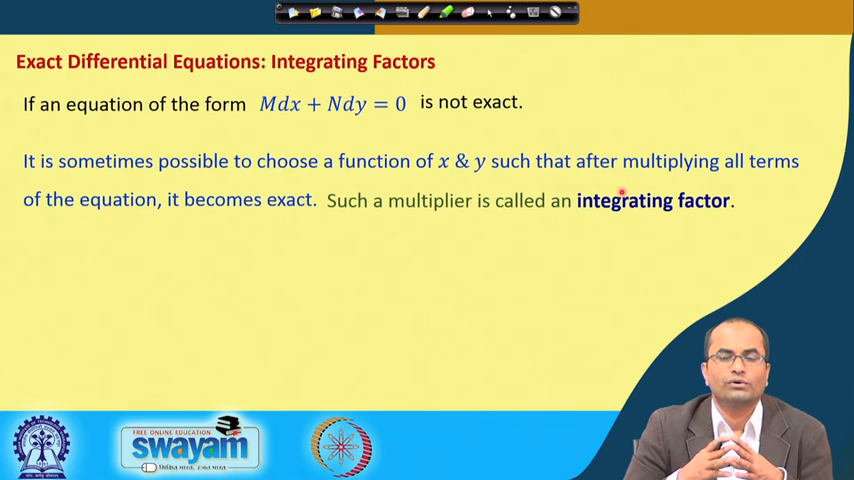 Exact Differential Equations: Integrating Factors
If an equation of the form Mdx + Ndy = 0 is not exact.
It is sometimes possible to choose a function of x & y such that after multiplying all terms
of the equation, it becomes exact. Such a multiplier is called an integrating factor.
FREE ONLINE EDUCATION
swayam